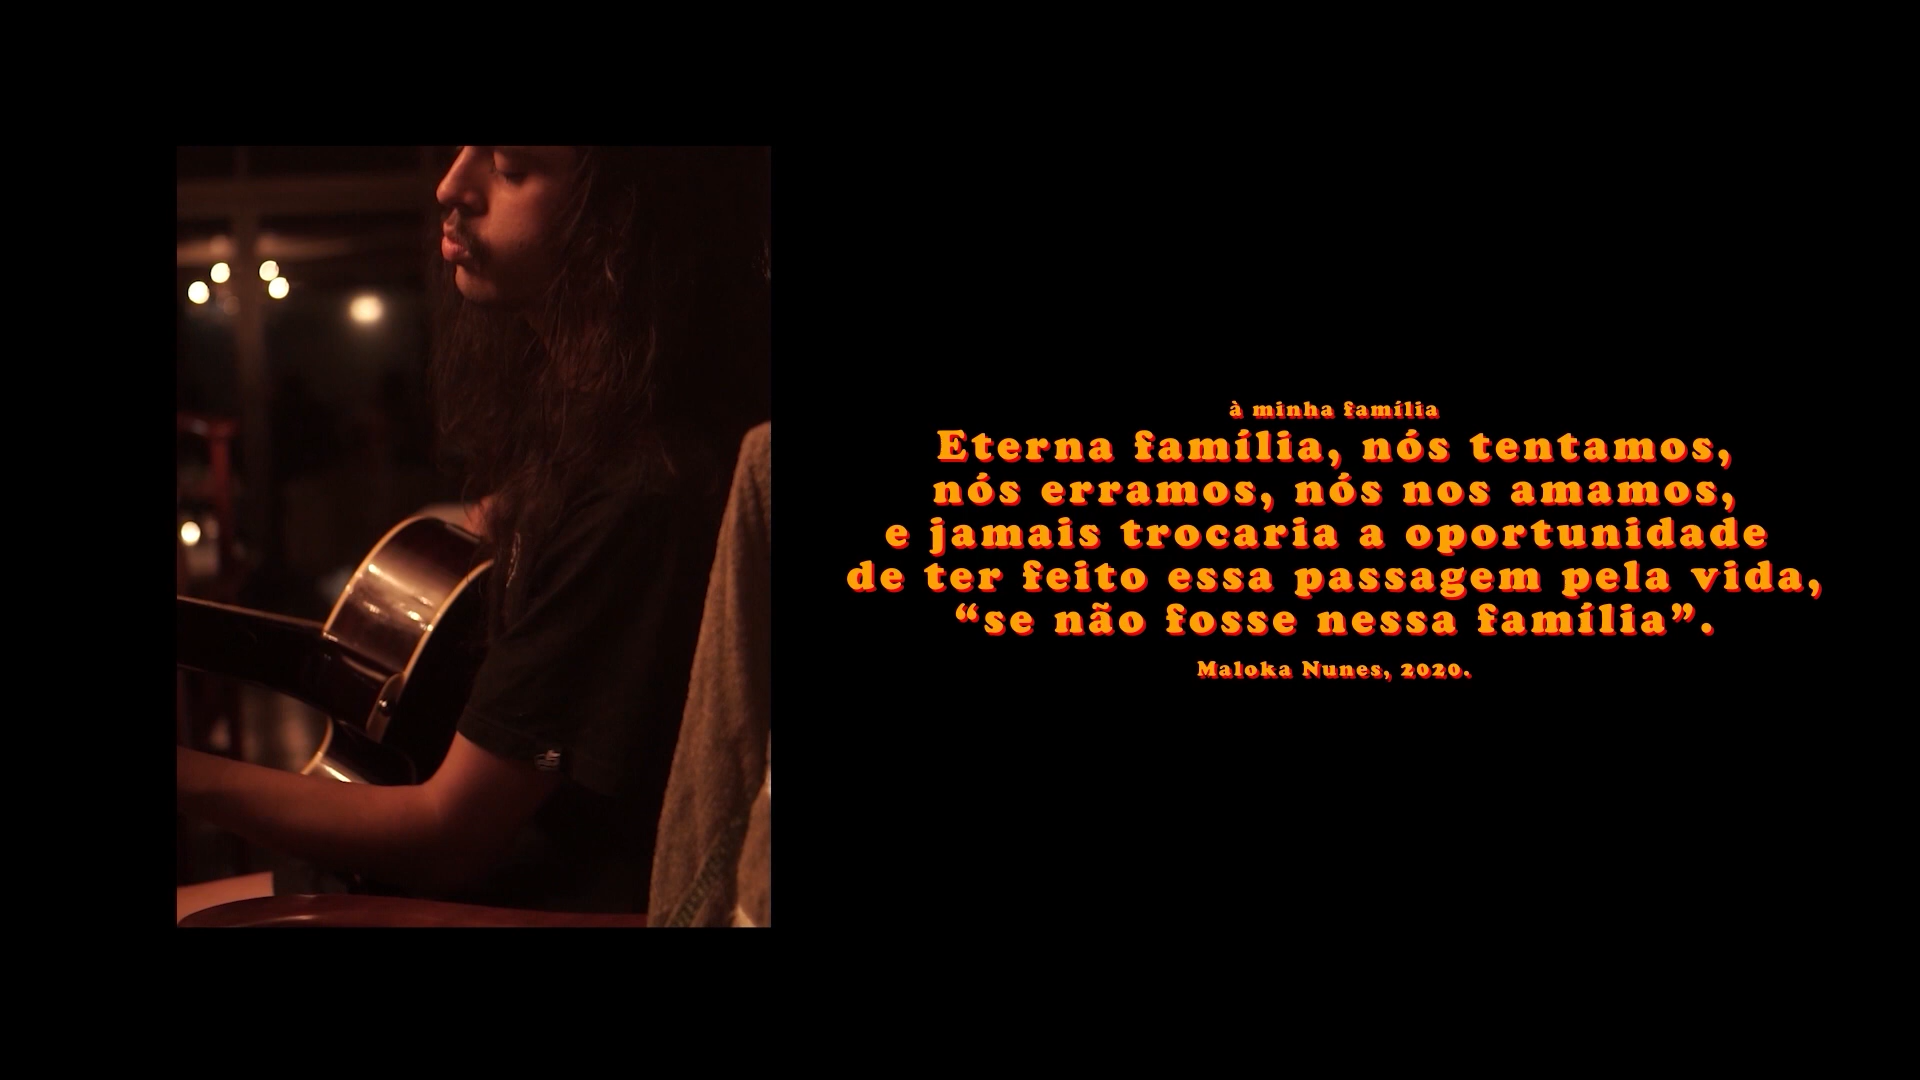 à minha família
Eterna família, nós tentamos,
nós erramos, nós nos amamos,
e jamais trocaria a oportunidade
de ter feito essa passagem pela vida,
“se não fosse nessa família”.
Maloka Nunes, 2020.